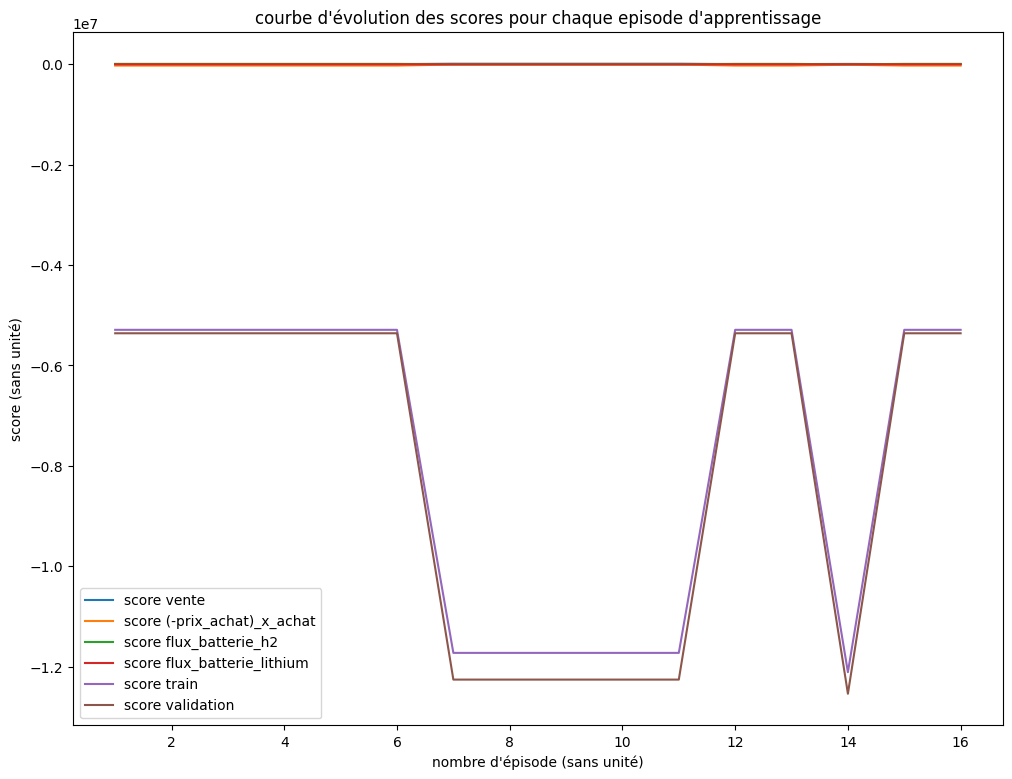 courbe d'évolution des scores pour chaque episode d'apprentissage
1e7
0.0
−0.2
−0.4
−0.6
−0.8
−1.0
−1.2
score (sans unité)
score vente
score (-prix_achat)_x_achat
score flux_batterie_h2
score flux_batterie_lithium
score train
score validation
2 4 6 8 10 12 14 16
nombre d'épisode (sans unité)